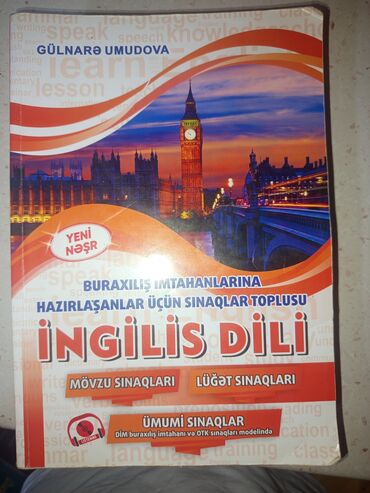 GÜLNARƏ UMUDOVA
YENİ
NƏŞR
BURAXILIŞ İMTAHANLARINA
HAZIRLAŞANLAR ÜÇÜN SINAQLAR TOPLUSU
İNGİLİS DİLİ
MÖVZU SINAQLARI
LÜĞƏT SINAQLARI
ÜMUMİ SINAQLAR
DİM buraxılış imtahanı və OTK sınaqları modelində